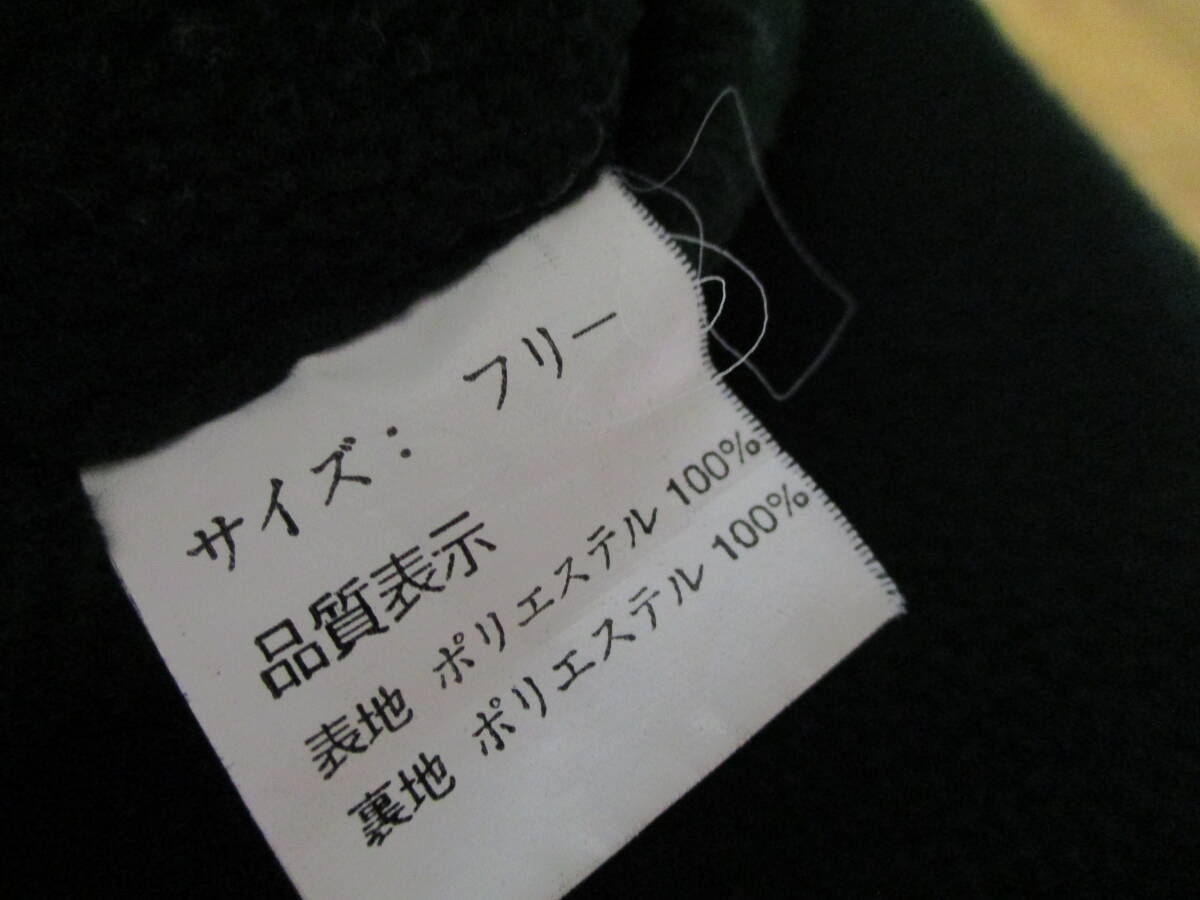 サイズ: フリー
品質表示
表地 ポリエステル 100%
裏地 ポリエステル 100%